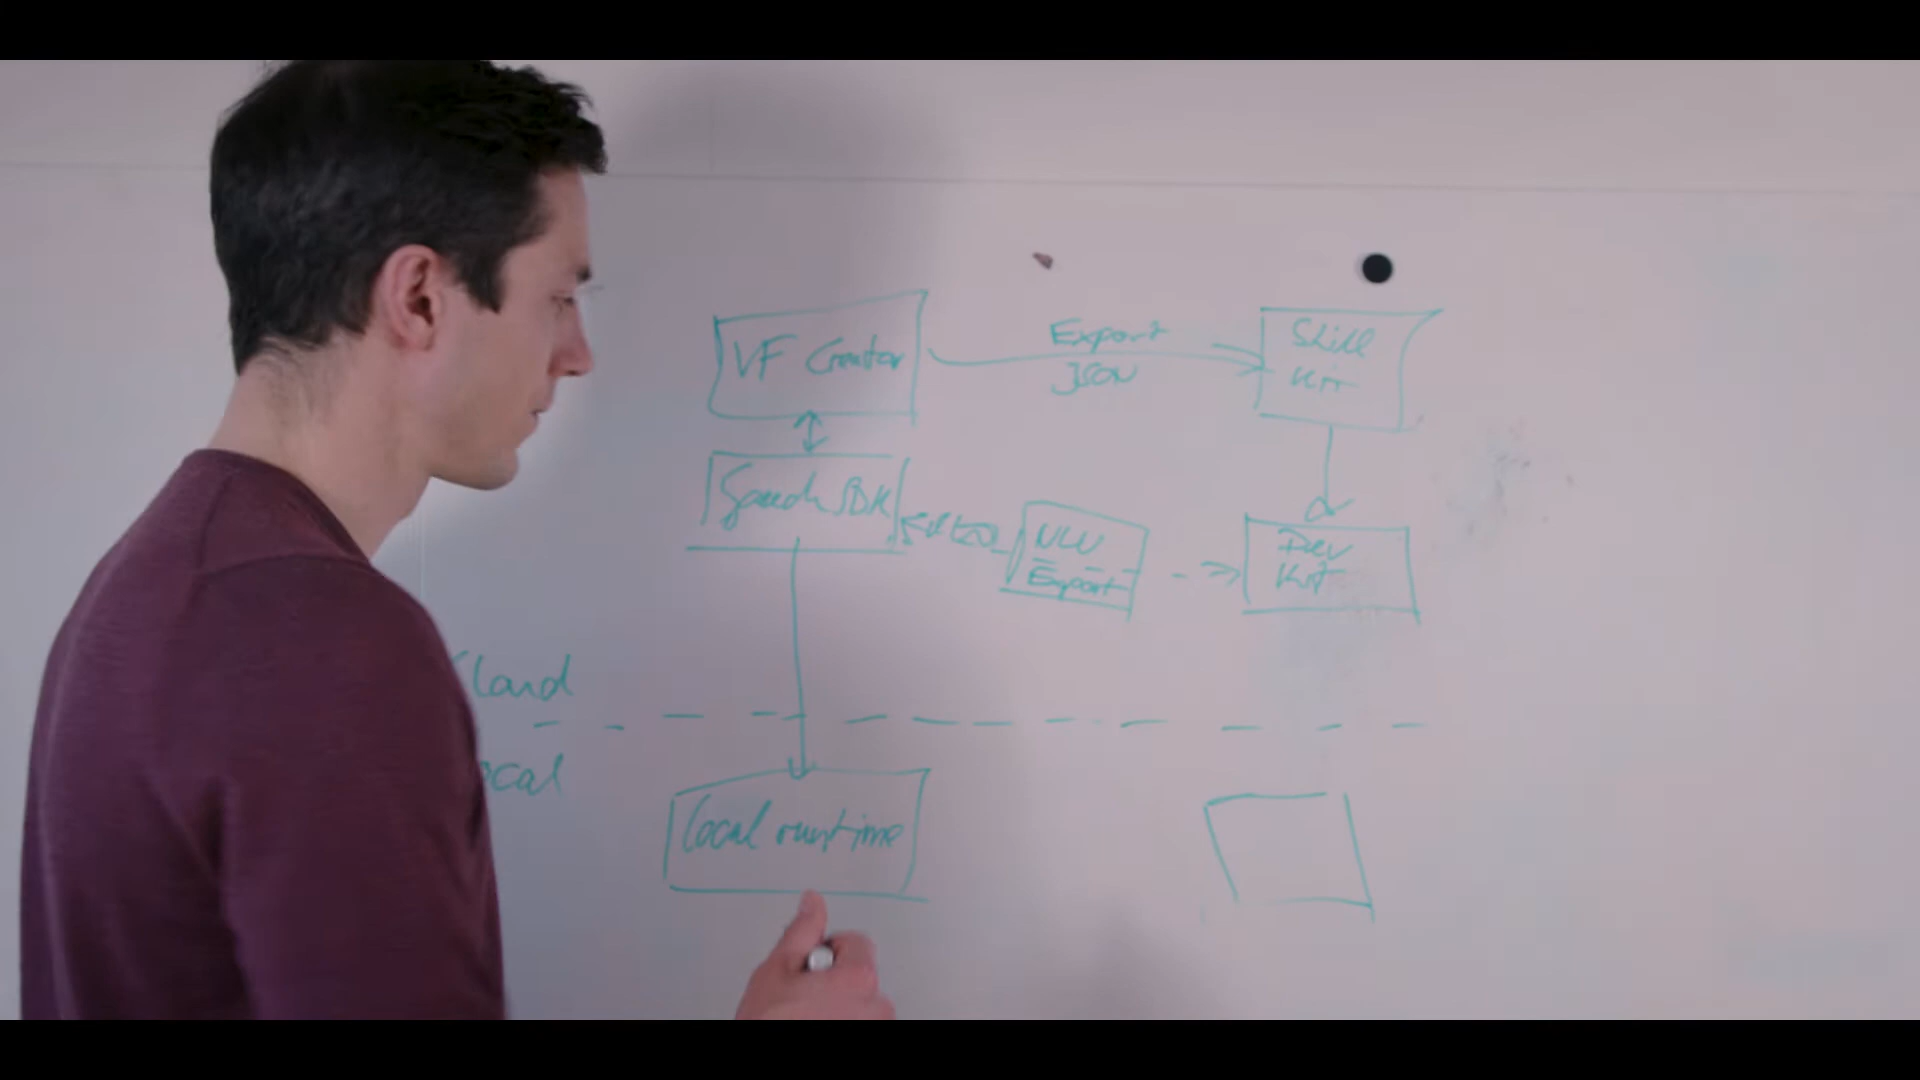 VF Creator
Export
JSON
Skill
Kit
Speech SDK
NLU
Export
Dev
Kit
Cloud
ocal
local runtime